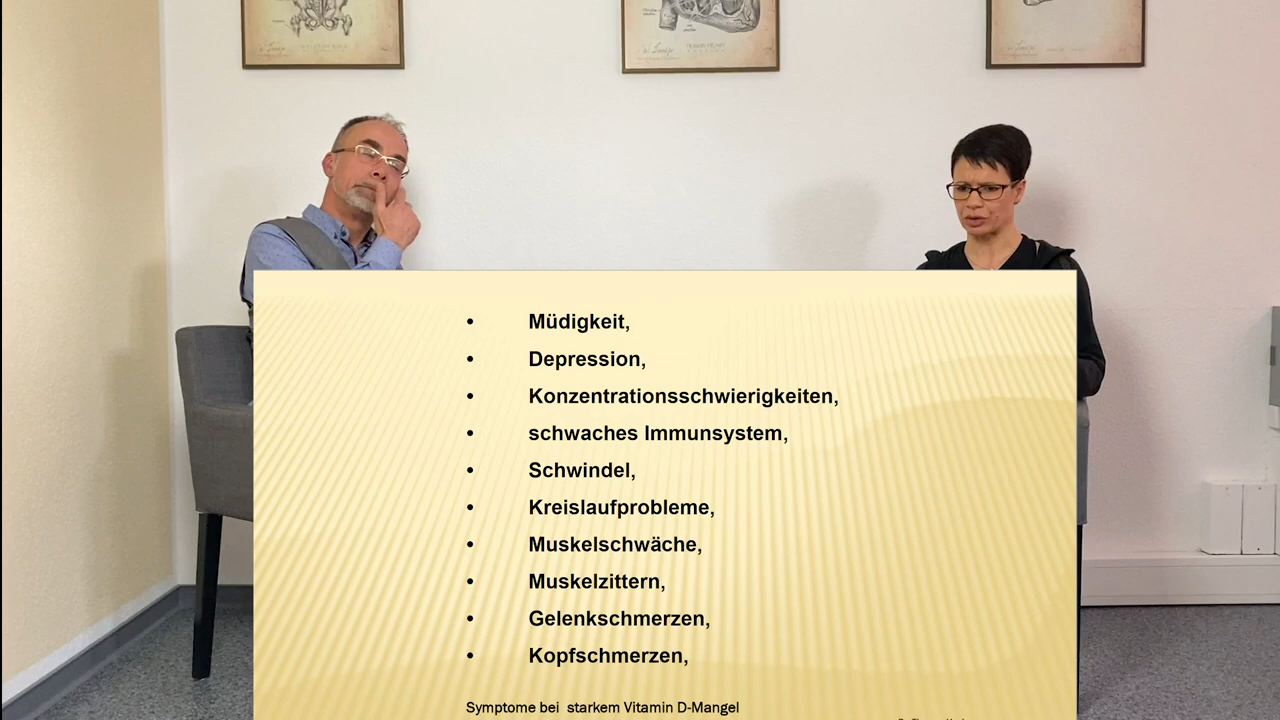 • Müdigkeit,
• Depression,
• Konzentrationsschwierigkeiten,
• schwaches Immunsystem,
• Schwindel,
• Kreislaufprobleme,
• Muskelschwäche,
• Muskelzittern,
• Gelenkschmerzen,
• Kopfschmerzen,
Symptome bei  starkem Vitamin D-Mangel